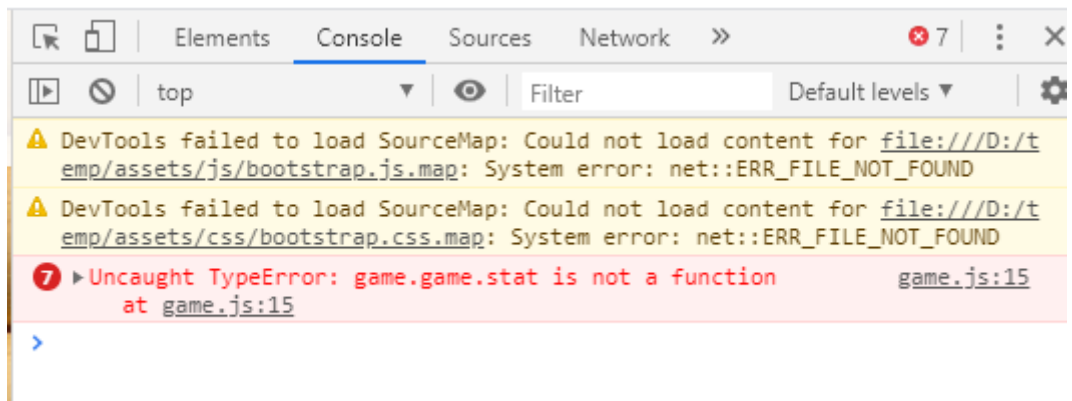 Elements Console Sources Network » 7
top Filter Default levels
DevTools failed to load SourceMap: Could not load content for file:///D:/t
emp/assets/js/bootstrap.js.map: System error: net::ERR_FILE_NOT_FOUND
DevTools failed to load SourceMap: Could not load content for file:///D:/t
emp/assets/css/bootstrap.css.map: System error: net::ERR_FILE_NOT_FOUND
7 Uncaught TypeError: game.game.stat is not a function game.js:15
at game.js:15